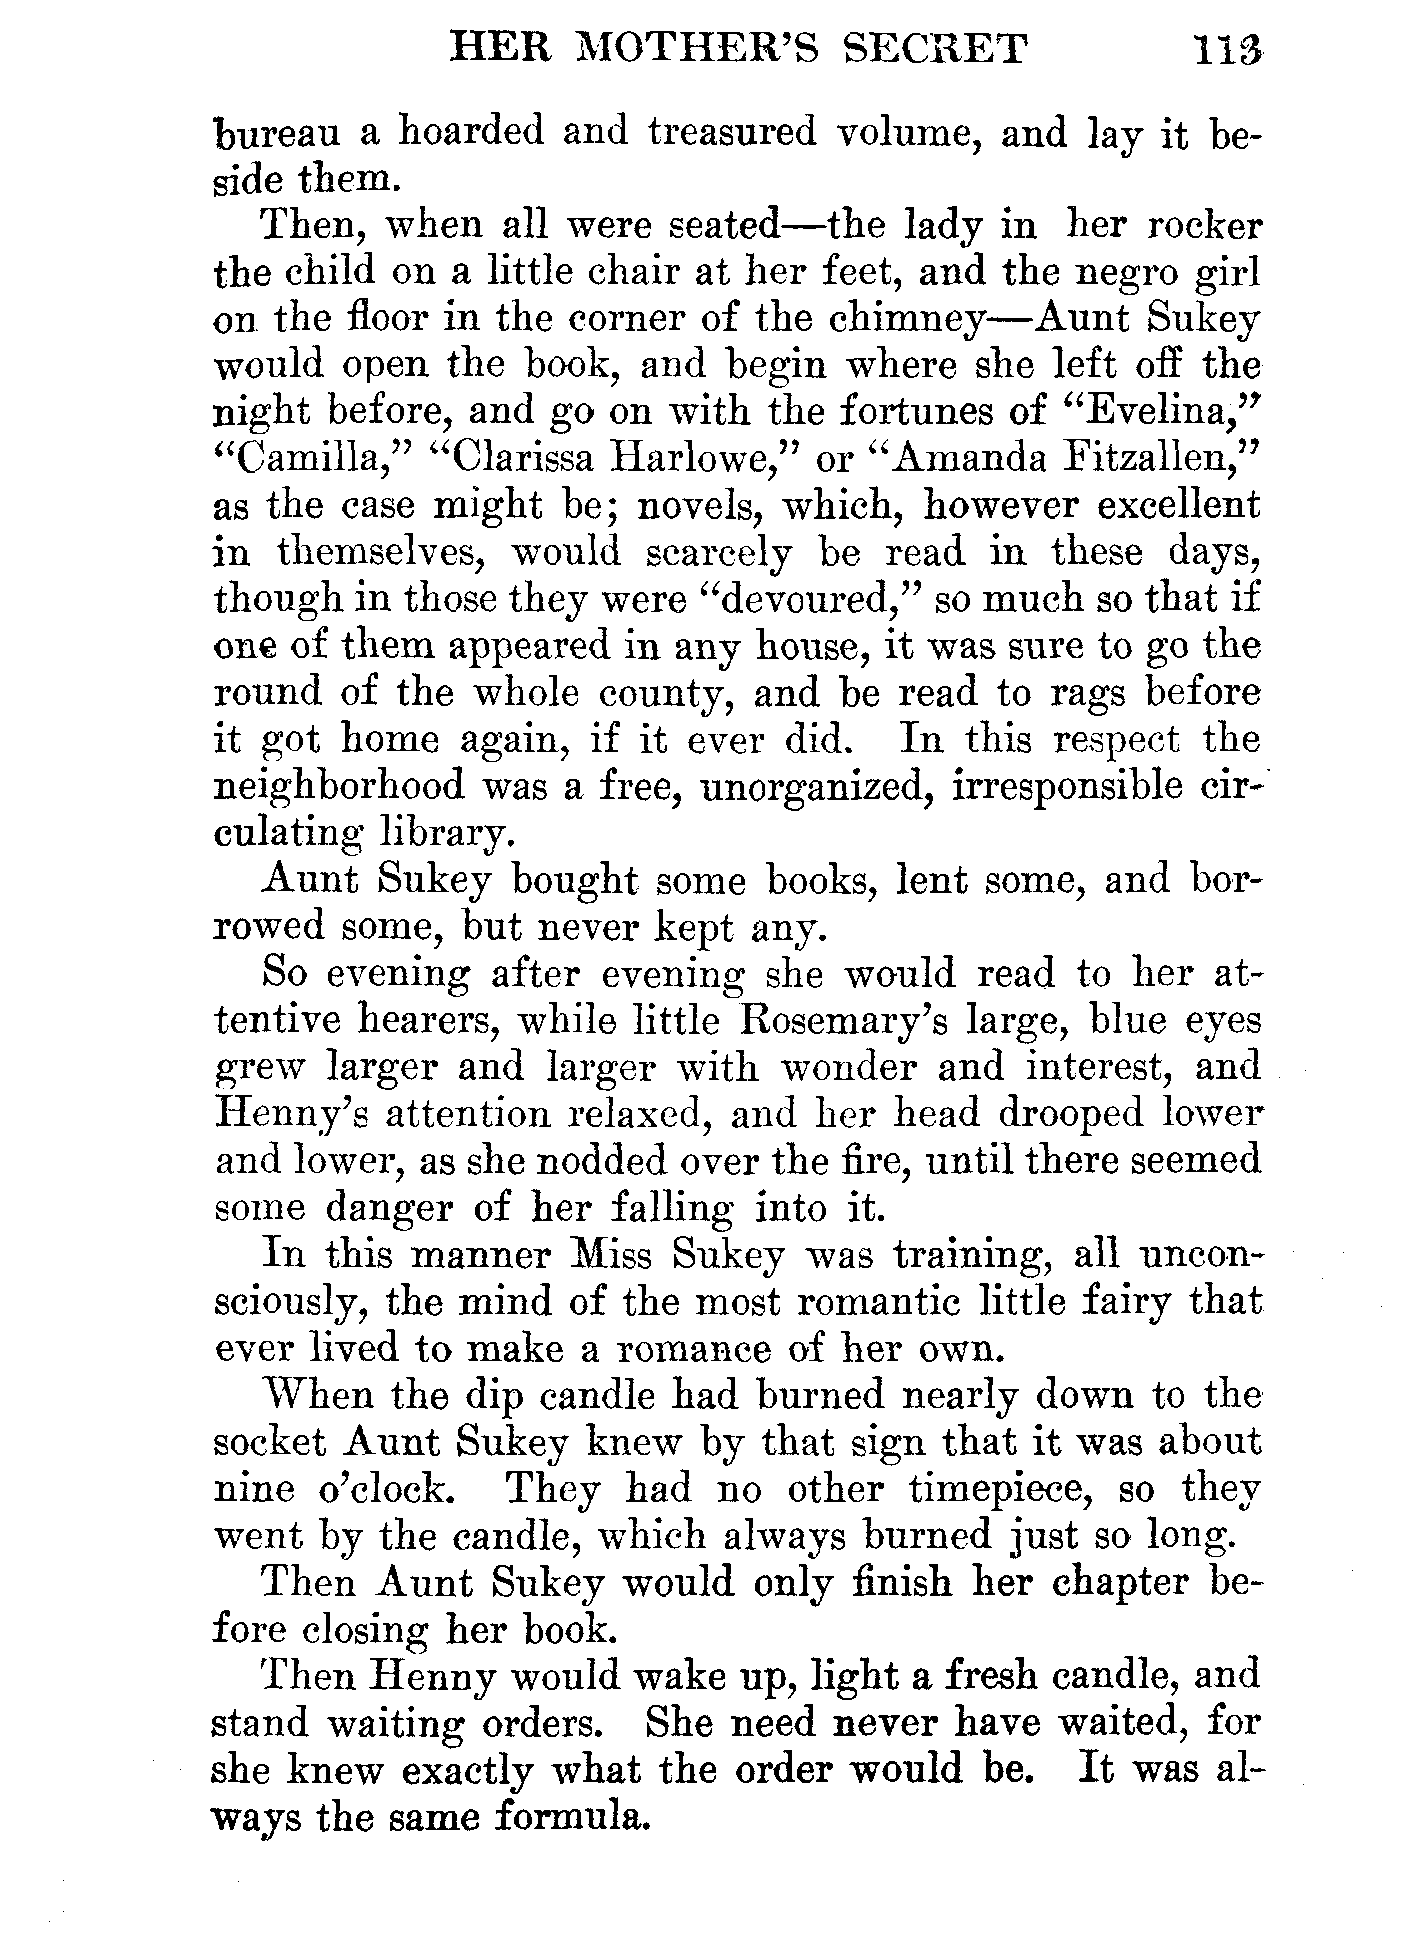 HER MOTHER'S SECRET 113
bureau a hoarded and treasured volume, and lay it be-
side them.
Then, when all were seated—the lady in her rocker
the child on a little chair at her feet, and the negro girl
on the floor in the corner of the chimney—Aunt Sukey
would open the book, and begin where she left off the
night before, and go on with the fortunes of “Evelina,”
“Camilla,” “Clarissa Harlowe,” or “Amanda Fitzallen,”
as the case might be; novels, which, however excellent
in themselves, would scarcely be read in these days,
though in those they were “devoured,” so much so that if
one of them appeared in any house, it was sure to go the
round of the whole county, and be read to rags before
it got home again, if it ever did. In this respect the
neighborhood was a free, unorganized, irresponsible cir-
culating library.
Aunt Sukey bought some books, lent some, and bor-
rowed some, but never kept any.
So evening after evening she would read to her at-
tentive hearers, while little Rosemary's large, blue eyes
grew larger and larger with wonder and interest, and
Henny's attention relaxed, and her head drooped lower
and lower, as she nodded over the fire, until there seemed
some danger of her falling into it.
In this manner Miss Sukey was training, all uncon-
sciously, the mind of the most romantic little fairy that
ever lived to make a romance of her own.
When the dip candle had burned nearly down to the
socket Aunt Sukey knew by that sign that it was about
nine o'clock. They had no other timepiece, so they
went by the candle, which always burned just so long.
Then Aunt Sukey would only finish her chapter be-
fore closing her book.
Then Henny would wake up, light a fresh candle, and
stand waiting orders. She need never have waited, for
she knew exactly what the order would be. It was al-
ways the same formula.